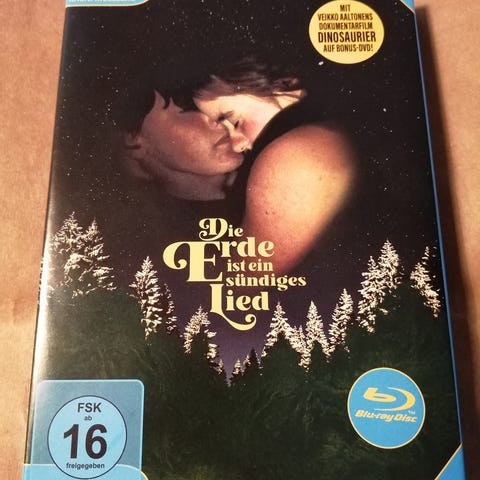 MIT
VEIKKO AALTONENS
DOKUMENTARFILM
DINOSAURIER
AUF BONUS-DVD!
Die
Erde
ist ein
sündiges
Lied
FSK
ab
16
freigegeben
Blu-ray Disc
TM